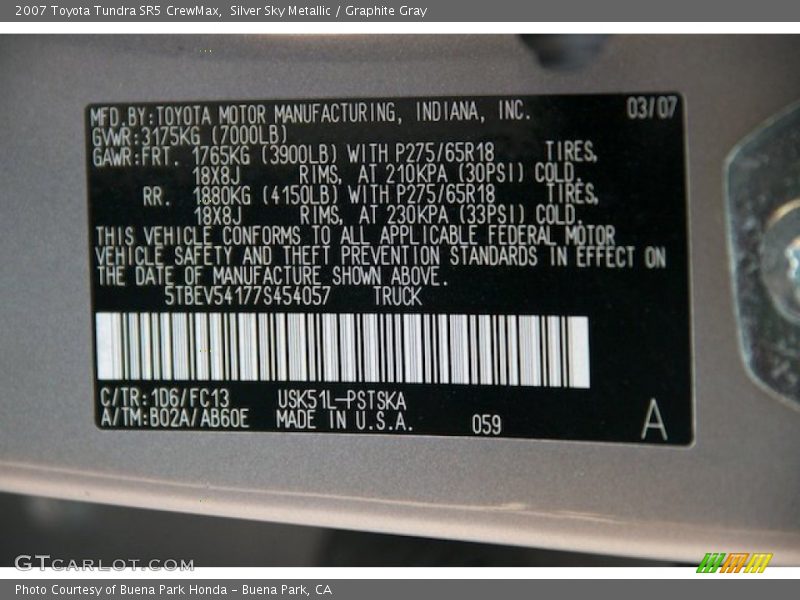 2007 Toyota Tundra SR5 CrewMax,  Silver Sky Metallic / Graphite Gray
MFD.BY:TOYOTA MOTOR MANUFACTURING, INDIANA, INC. 03/07
GVWR:3175KG (7000LB)
GAWR:FRT. 1765KG (3900LB) WITH P275/65R18 TIRES,
18X8J RIMS, AT 210KPA (30PSI) COLD.
RR. 1880KG (4150LB) WITH P275/65R18 TIRES,
18X8J RIMS, AT 230KPA (33PSI) COLD.
THIS VEHICLE CONFORMS TO ALL APPLICABLE FEDERAL MOTOR
VEHICLE SAFETY AND THEFT PREVENTION STANDARDS IN EFFECT ON
THE DATE OF MANUFACTURE SHOWN ABOVE.
5TBEV54177S454057 TRUCK
C/TR:1D6/FC13 USK51L-PSTSKA
A/TM:B02A/AB60E MADE IN U.S.A. 059 A
GTCARLOT.COM
Photo Courtesy of Buena Park Honda - Buena Park, CA